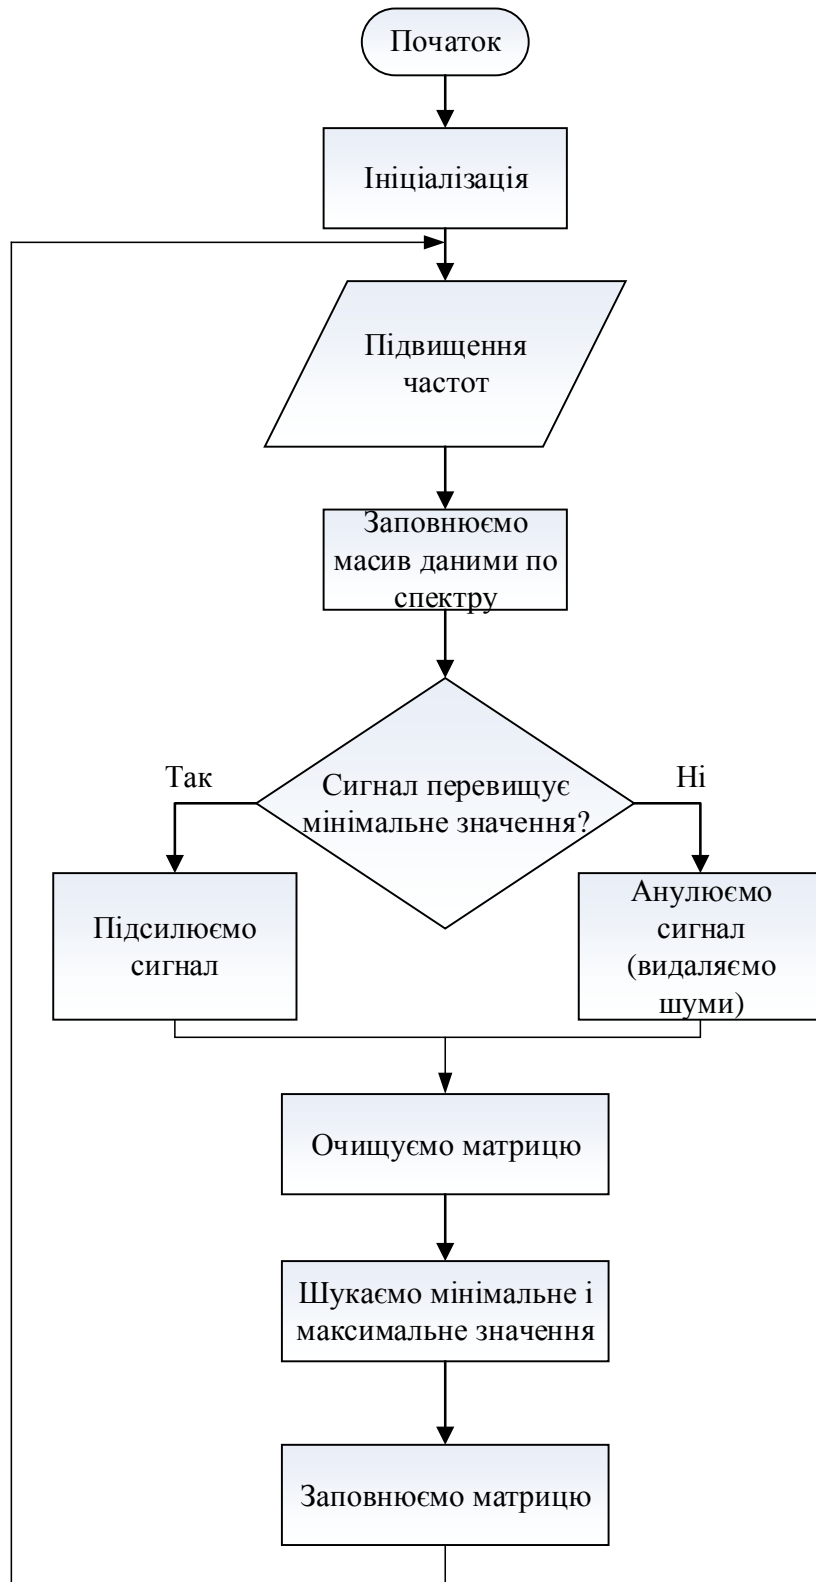 Початок
Ініціалізація
Підвищення
частот
Заповнюємо
масив даними по
спектру
Так
Сигнал перевищує
мінімальне значення?
Ні
Підсилюємо
сигнал
Анулюємо
сигнал
(видаляємо
шуми)
Очищуємо матрицю
Шукаємо мінімальне і
максимальне значення
Заповнюємо матрицю